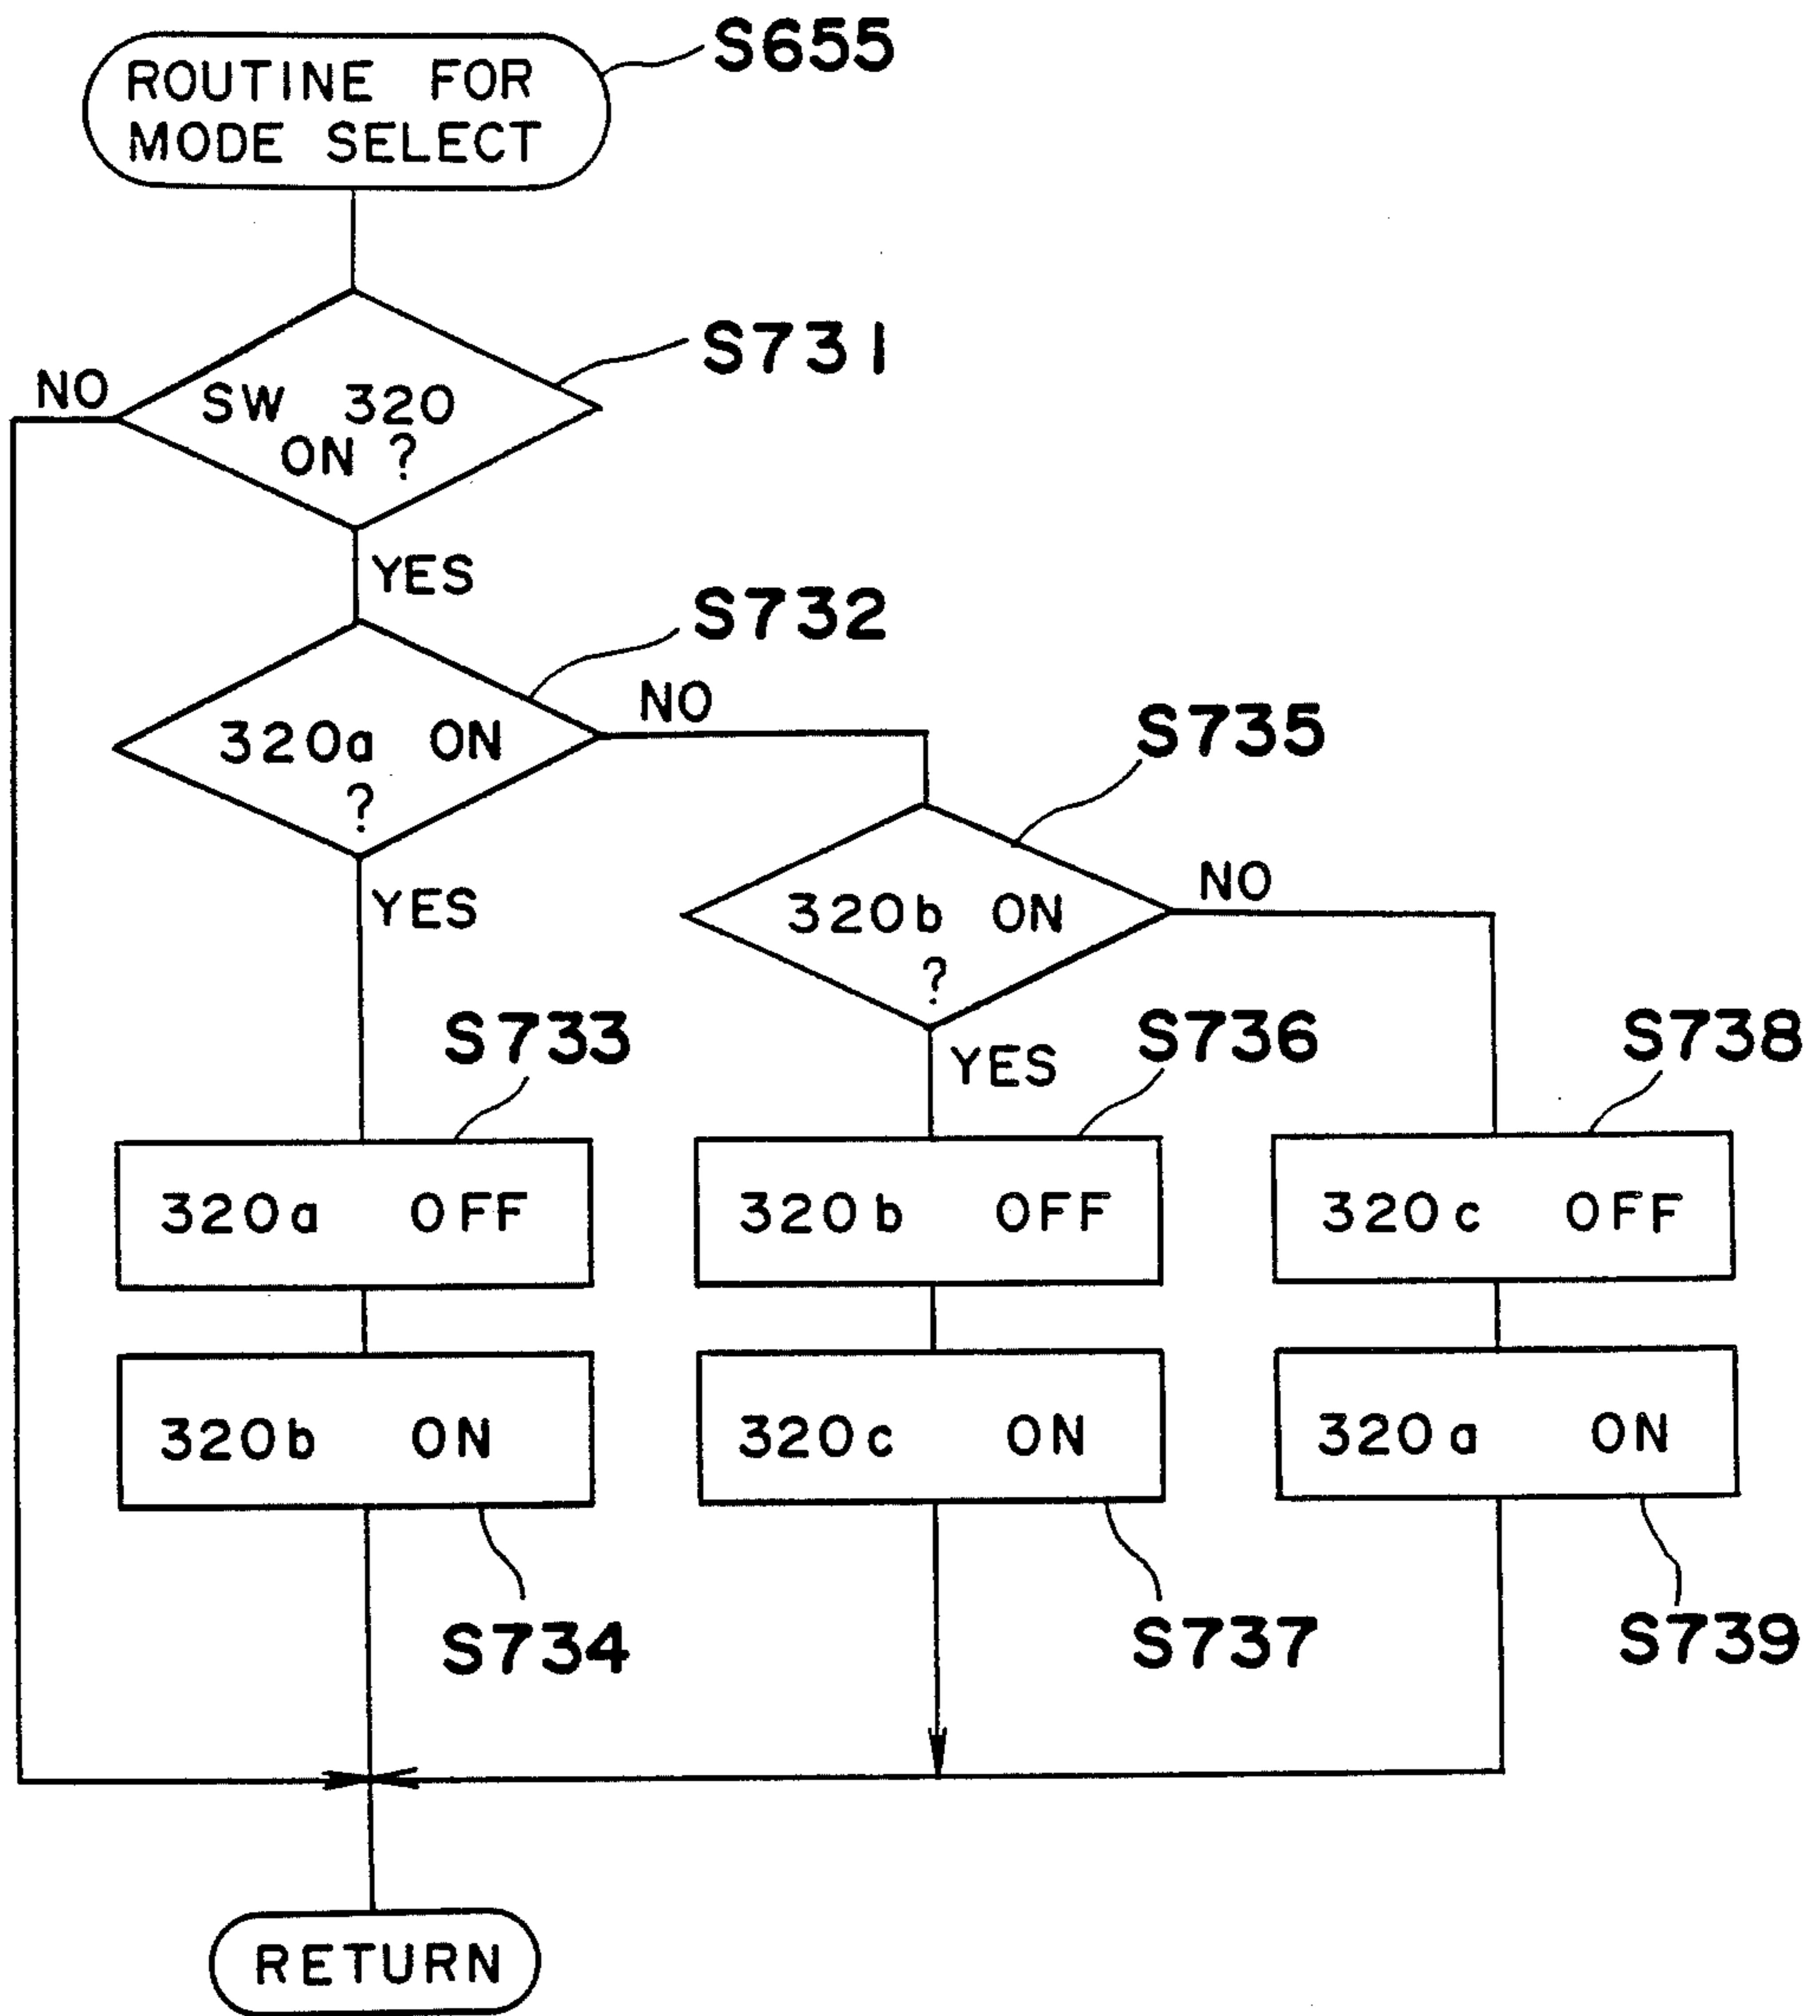 S655
ROUTINE FOR
MODE SELECT
S731
NO
SW 320
ON ?
YES
S732
NO
320a ON
?
YES
S735
320b ON
?
NO
YES
S733
S736
S738
320a OFF
320b OFF
320c OFF
320b ON
320c ON
320a ON
S734
S737
S739
RETURN